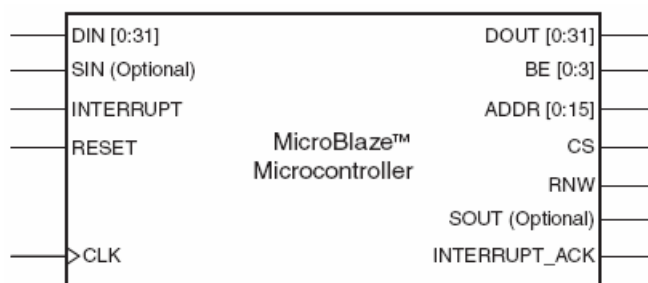 DIN [0:31]
SIN (Optional)
INTERRUPT
RESET
CLK
MicroBlaze™
Microcontroller
DOUT [0:31]
BE [0:3]
ADDR [0:15]
CS
RNW
SOUT (Optional)
INTERRUPT_ACK